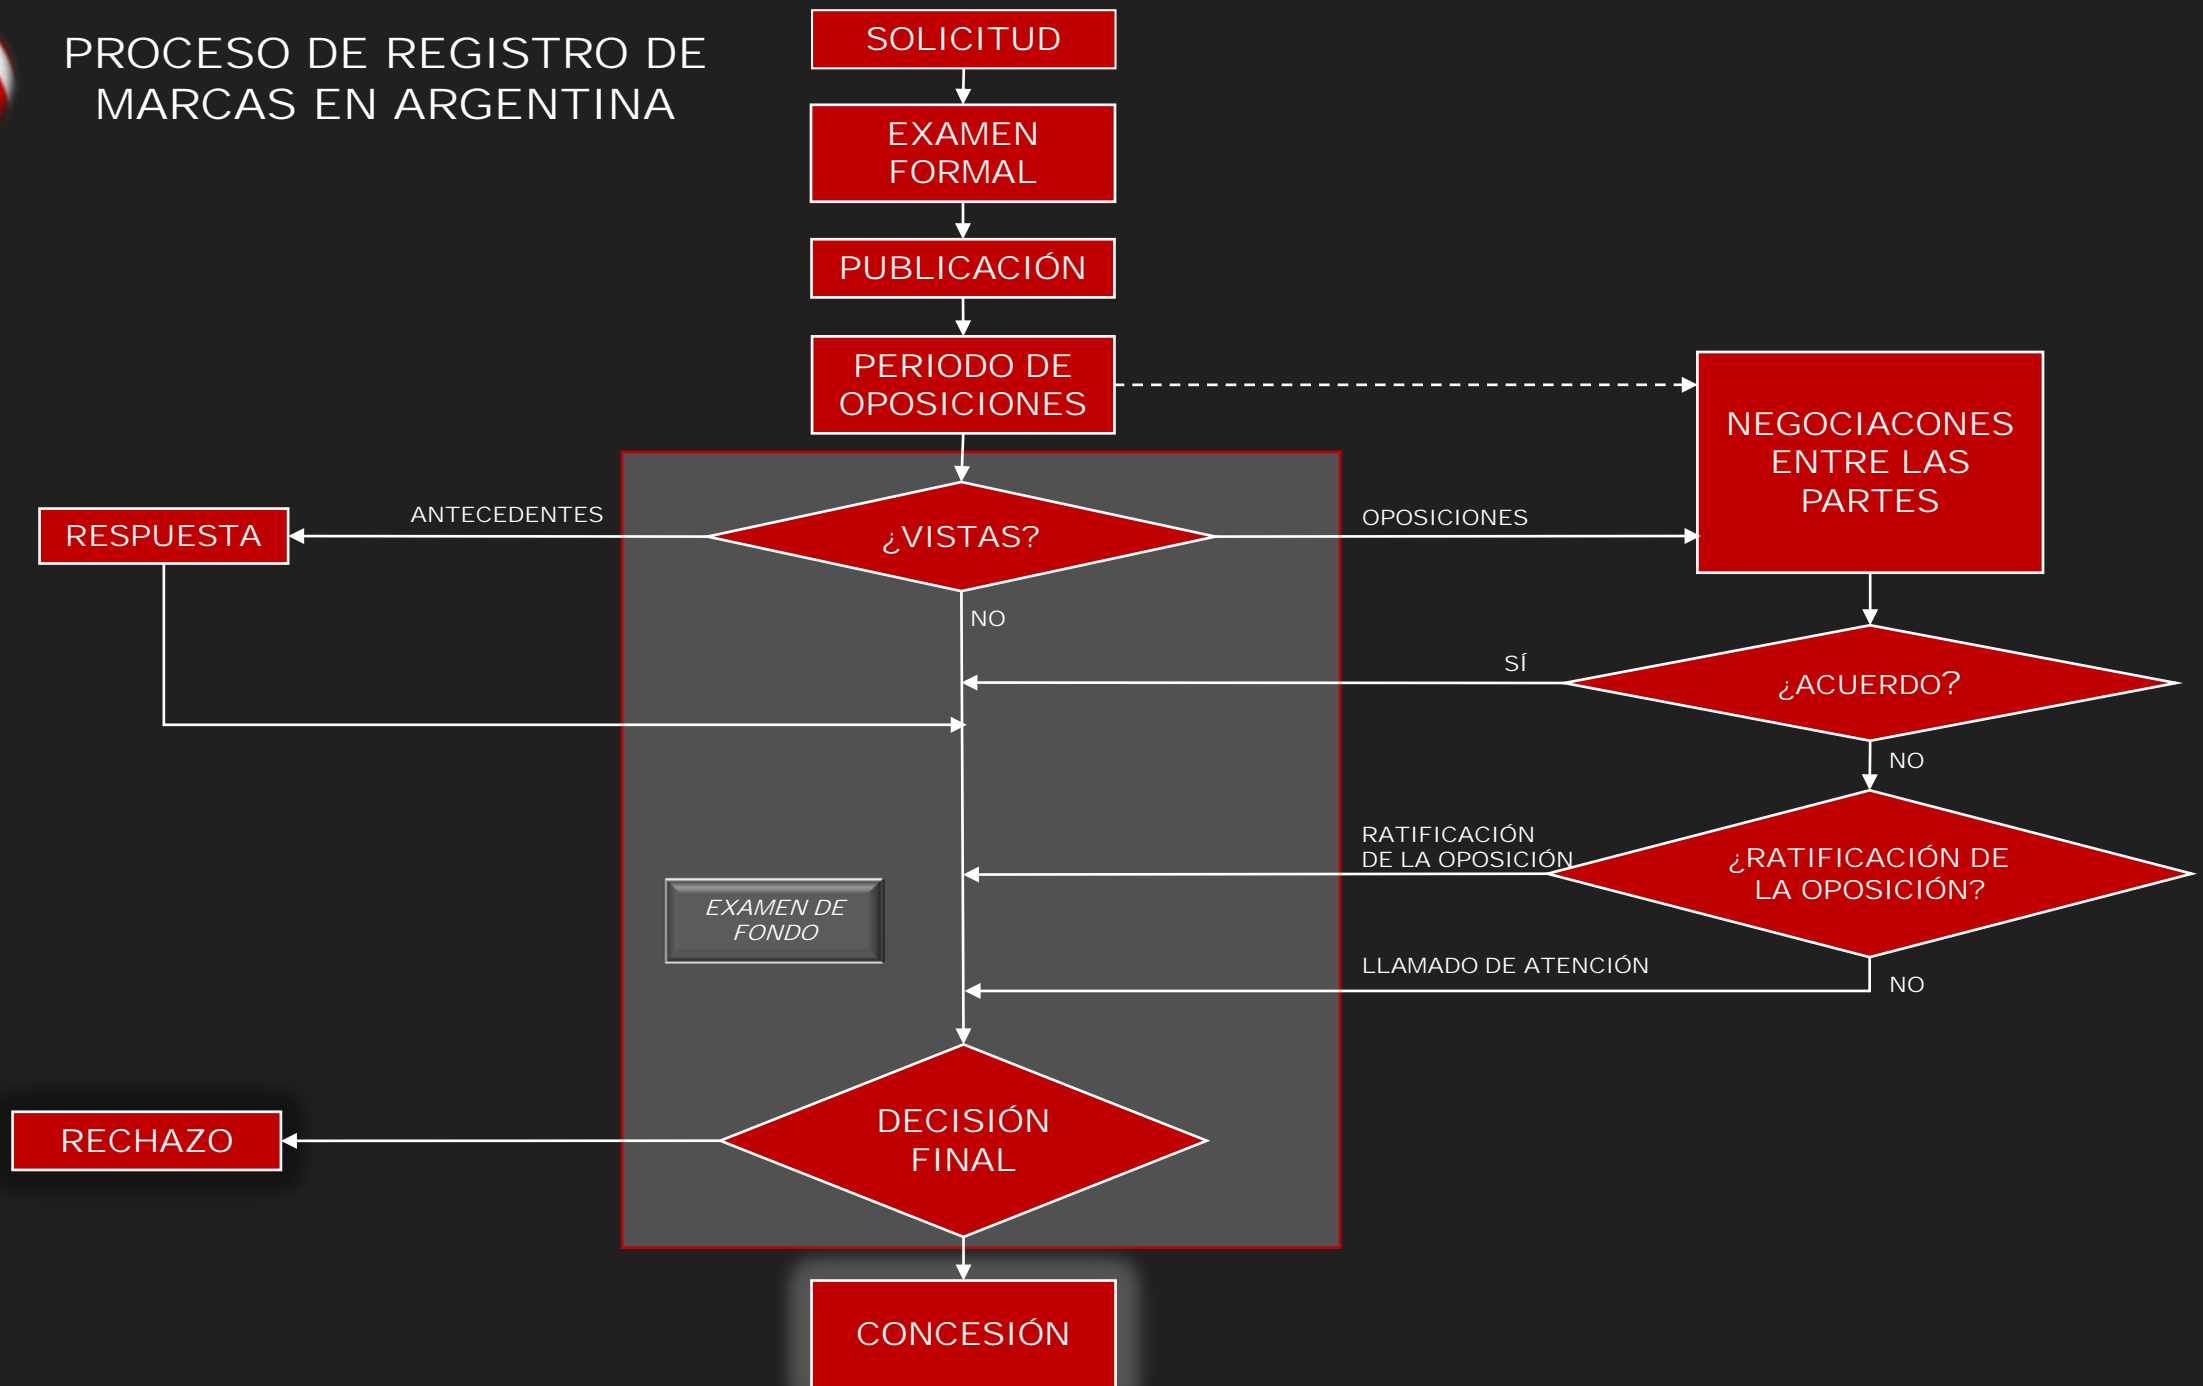 PROCESO DE REGISTRO DE
MARCAS EN ARGENTINA
SOLICITUD
EXAMEN
FORMAL
PUBLICACIÓN
PERIODO DE
OPOSICIONES
NEGOCIACONES
ENTRE LAS
PARTES
RESPUESTA
ANTECEDENTES
¿VISTAS?
OPOSICIONES
NO
SÍ
¿ACUERDO?
NO
RATIFICACIÓN
DE LA OPOSICIÓN
¿RATIFICACIÓN DE
LA OPOSICIÓN?
EXAMEN DE
FONDO
LLAMADO DE ATENCIÓN
NO
DECISIÓN
FINAL
RECHAZO
CONCESIÓN